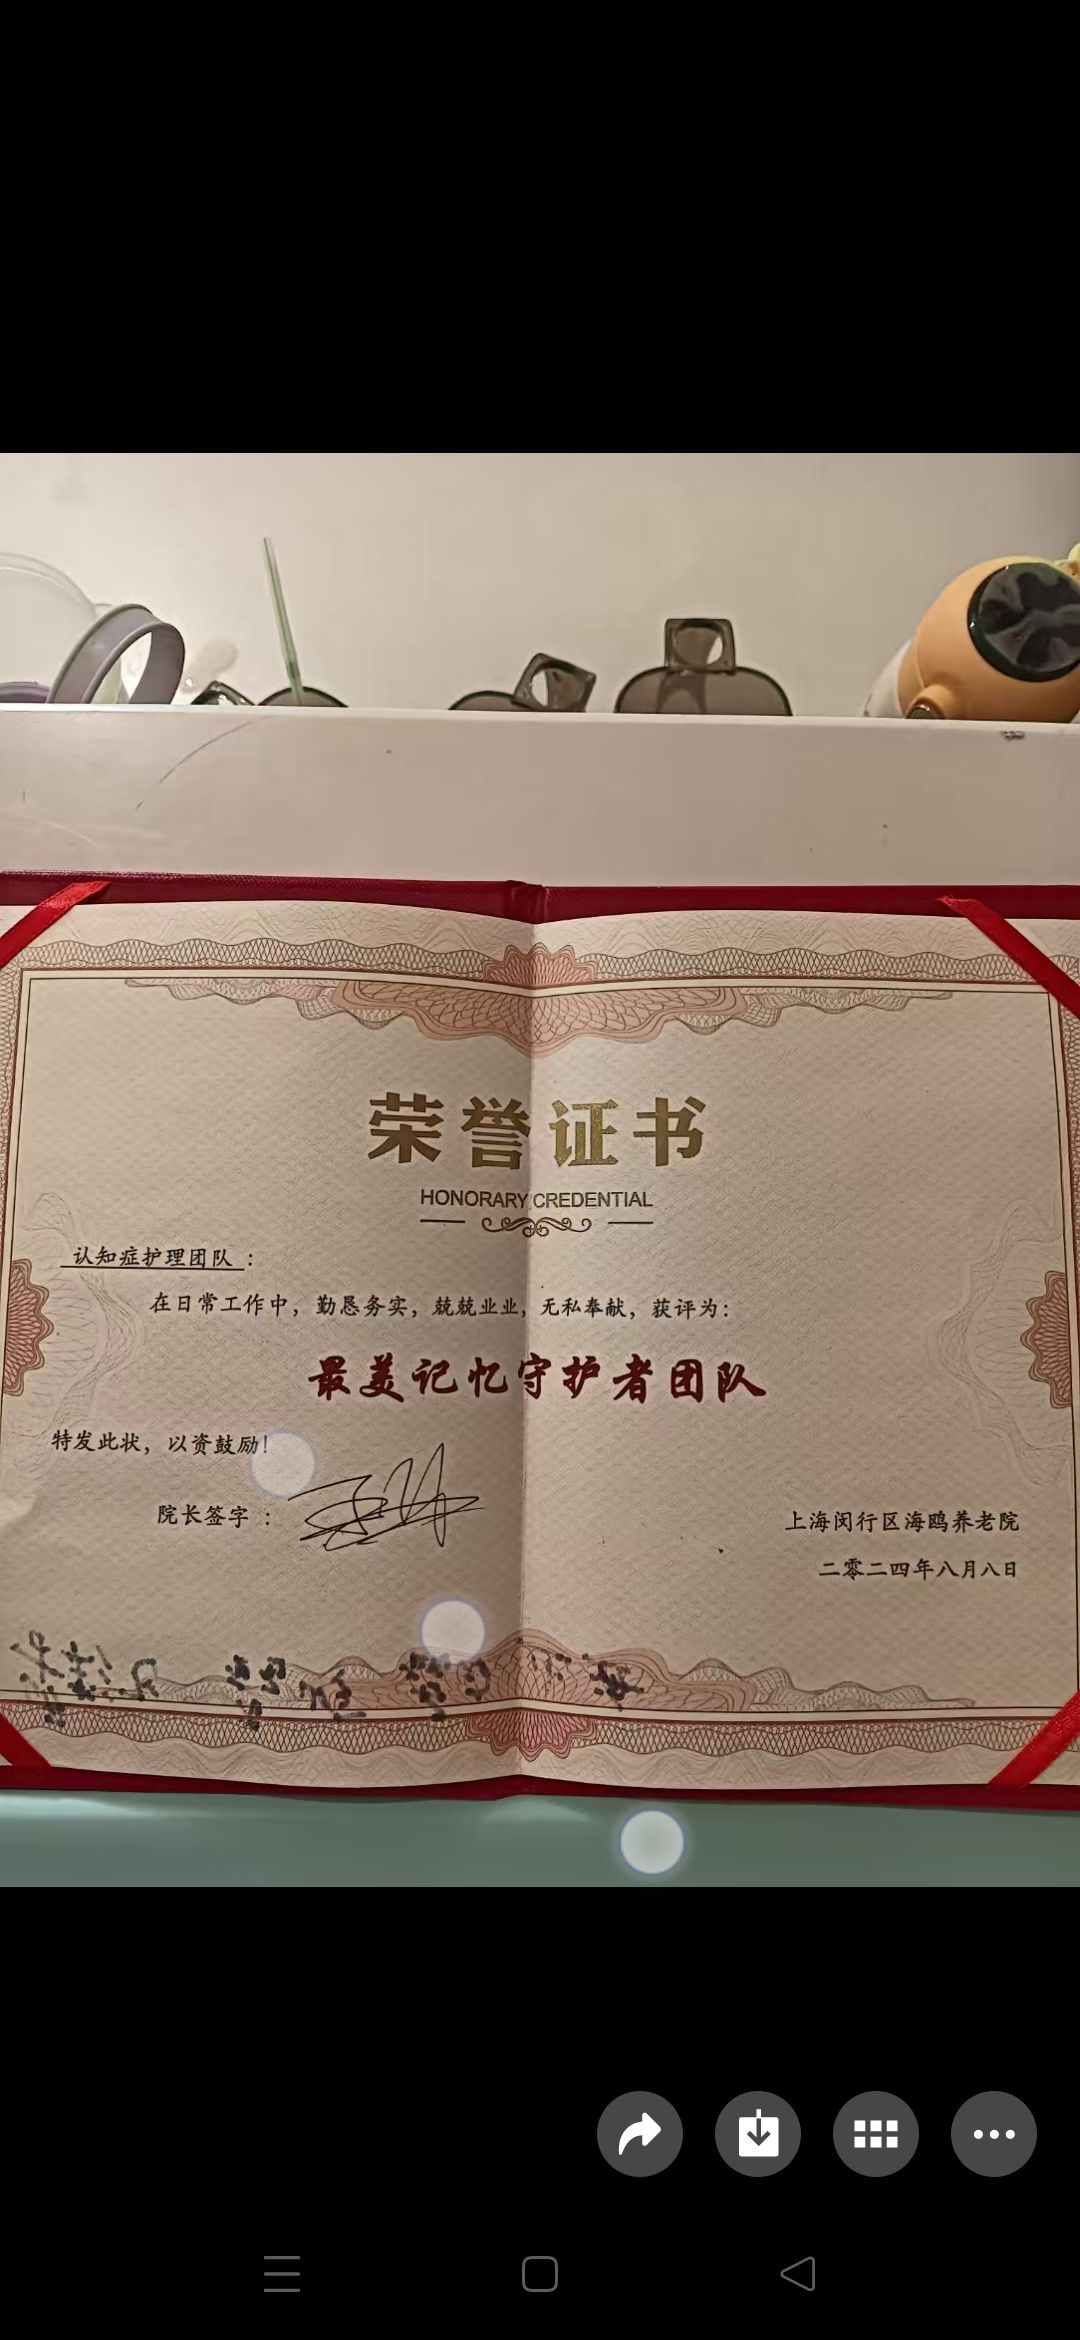 荣誉证书
HONORARY CREDENTIAL
认知症护理团队：
在日常工作中，勤恳务实，兢兢业业，无私奉献，获评为：
最美记忆守护者团队
特发此状，以资鼓励！
院长签字：
上海闵行区海鸥养老院
二零二四年八月八日